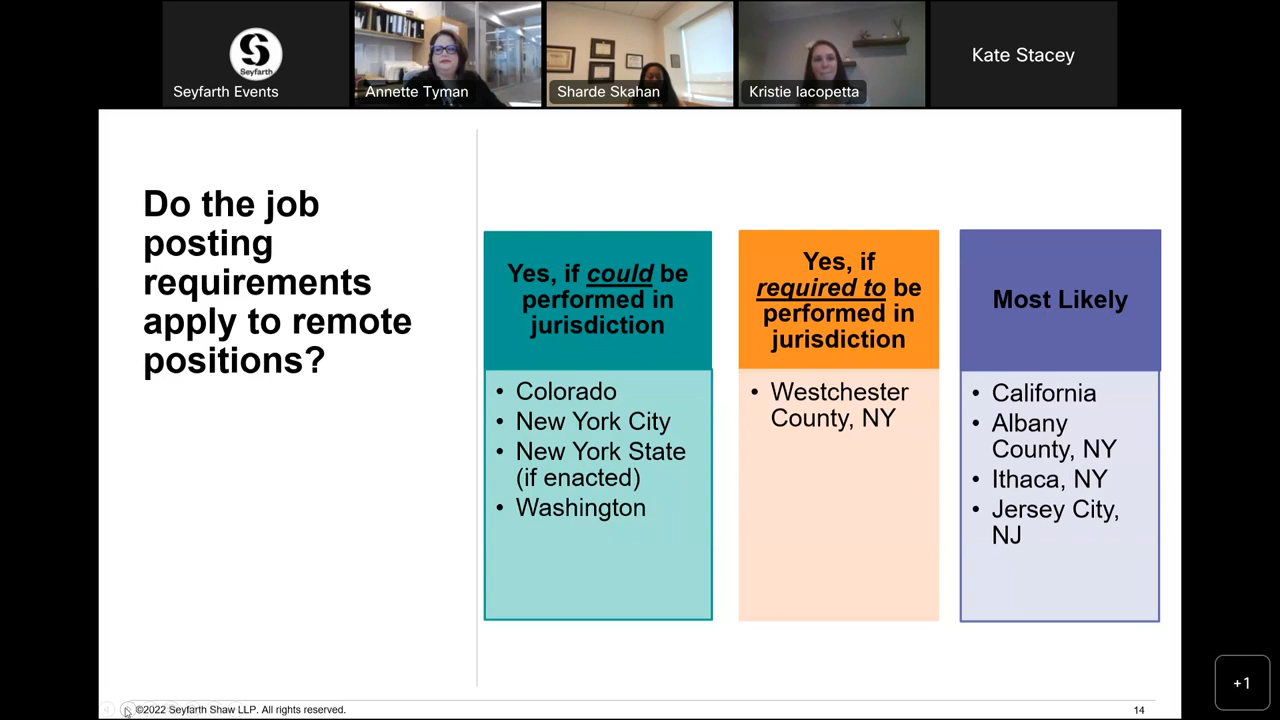 Seyfarth
Seyfarth Events
Annette Tyman
Sharde Skahan
Kristie Iacopetta
Kate Stacey
Do the job
posting
requirements
apply to remote
positions?
Yes, if could be
performed in
jurisdiction
• Colorado
• New York City
• New York State
(if enacted)
• Washington
Yes, if
required to be
performed in
jurisdiction
• Westchester
County, NY
Most Likely
• California
• Albany
County, NY
• Ithaca, NY
• Jersey City,
NJ
+1
©2022 Seyfarth Shaw LLP. All rights reserved.
14